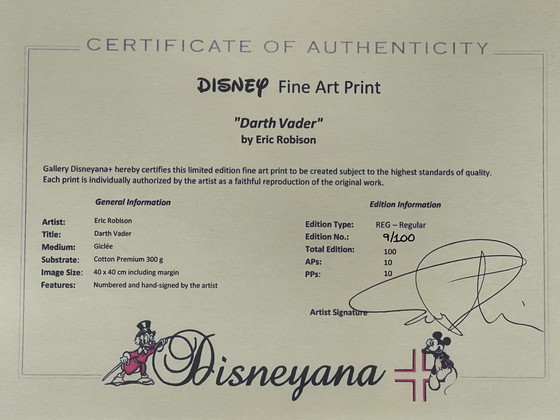 CERTIFICATE OF AUTHENTICITY
DISNEY Fine Art Print
"Darth Vader"
by Eric Robison
Gallery Disneyana+ hereby certifies this limited edition fine art print to be created subject to the highest standards of quality.
Each print is individually authorized by the artist as a faithful reproduction of the original work.
General Information
Artist: Eric Robison
Title: Darth Vader
Medium: Giclée
Substrate: Cotton Premium 300 g
Image Size: 40 x 40 cm including margin
Features: Numbered and hand-signed by the artist
Edition Information
Edition Type: REG – Regular
Edition No.: 9/100
Total Edition: 100
APs: 10
PPs: 10
Artist Signature
Disneyana